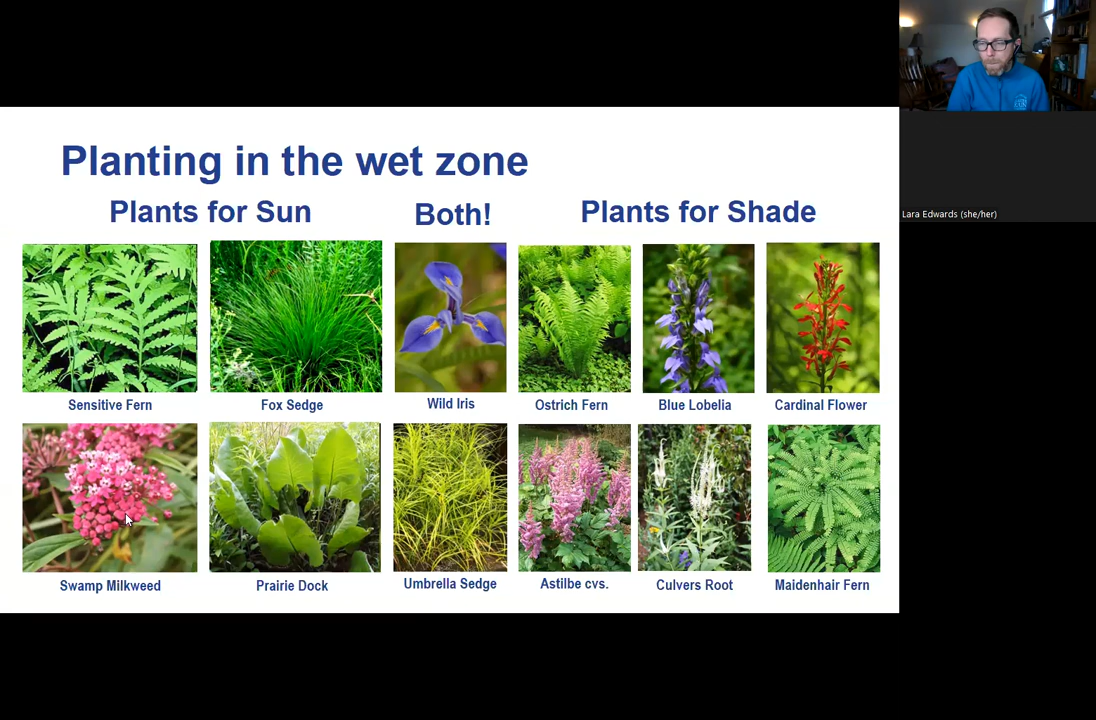 Planting in the wet zone
Plants for Sun
Both!
Plants for Shade
Sensitive Fern
Fox Sedge
Wild Iris
Ostrich Fern
Blue Lobelia
Cardinal Flower
Swamp Milkweed
Prairie Dock
Umbrella Sedge
Astilbe cvs.
Culvers Root
Maidenhair Fern
Lara Edwards (she/her)